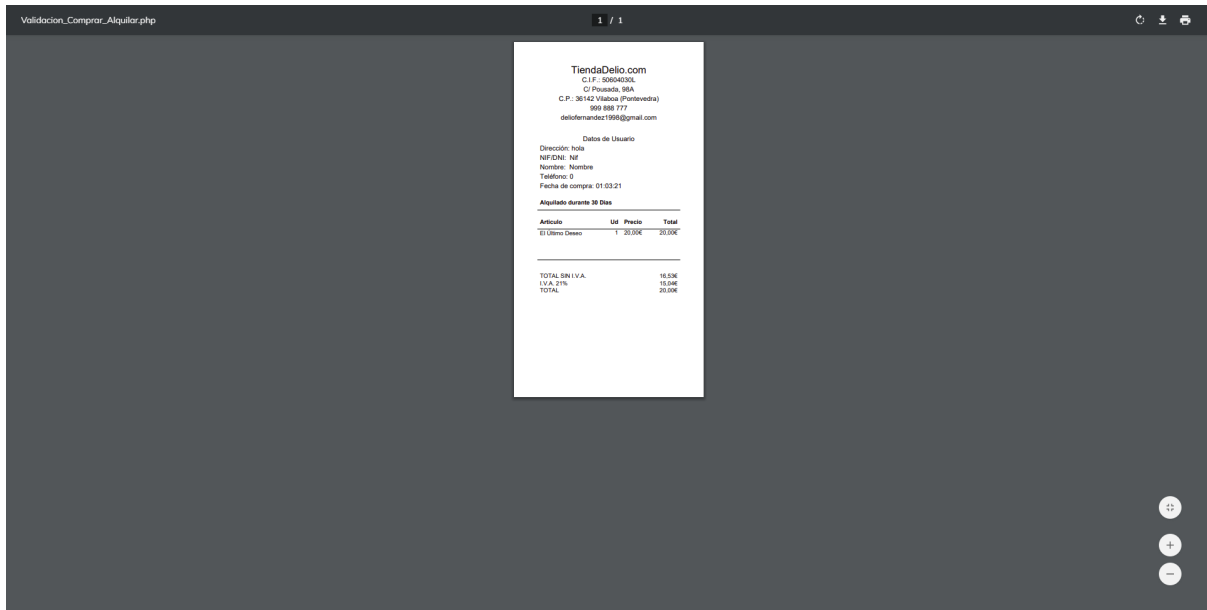 Validacion_Comprar_Alquilar.php
1 / 1
TiendaDelio.com
C.I.F.: 50604030L
C/ Pousada, 98A
C.P.: 36142 Vilaboa (Pontevedra)
999 888 777
deliofernandez1998@gmail.com
Datos de Usuario
Dirección: hola
NIF/DNI: Nif
Nombre: Nombre
Teléfono: 0
Fecha de compra: 01:03:21
Alquilado durante 30 Dias
Articulo Ud Precio Total
El Último Deseo 1 20,00€ 20,00€
TOTAL SIN I.V.A. 16,53€
I.V.A. 21% 15,04€
TOTAL 20,00€